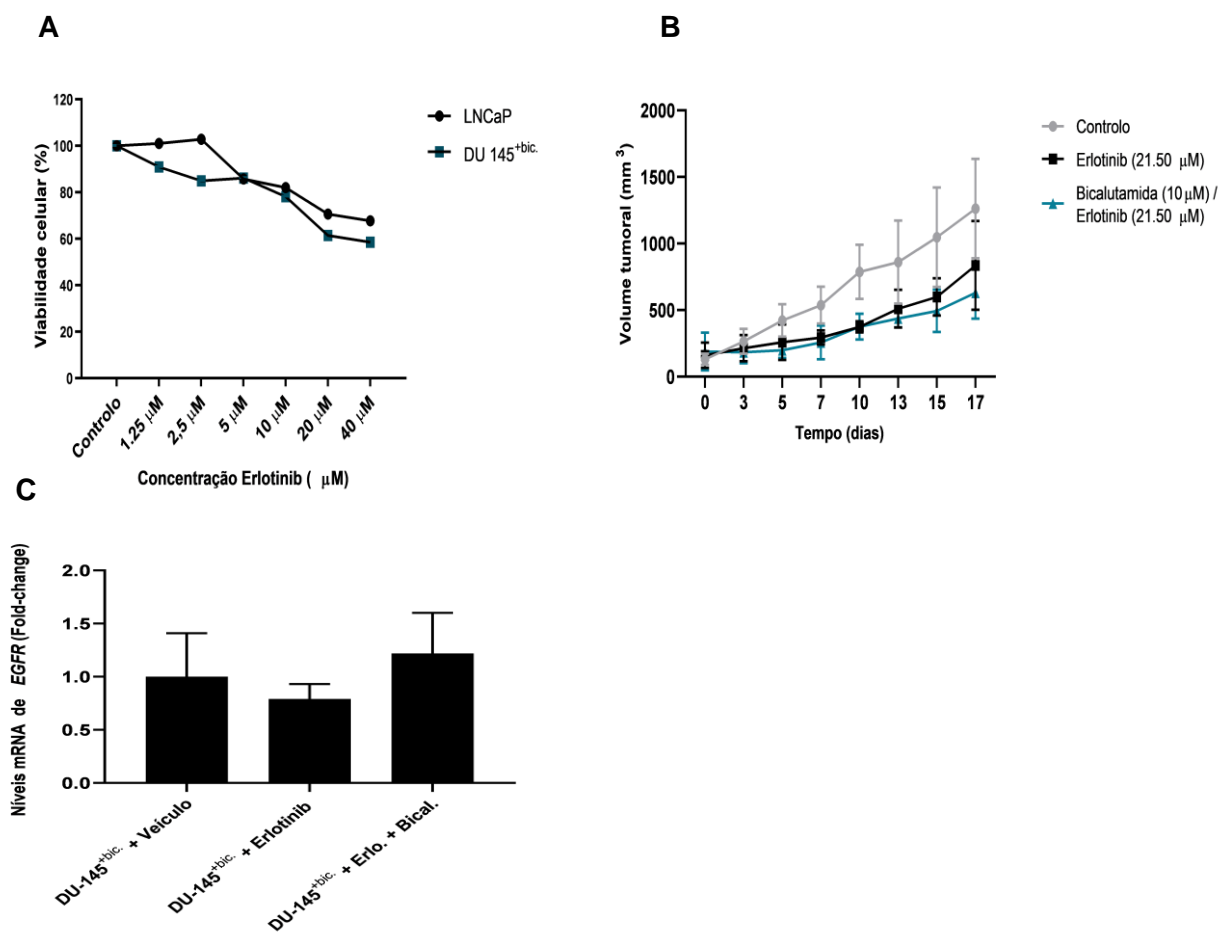 A
Viabilidade celular (%)
120
100
80
60
40
20
0
Controlo
1.25 μM
2,5 μM
5 μM
10 μM
20 μM
40 μM
Concentração Erlotinib ( μM)
LNCaP
DU 145+bic.
B
Volume tumoral (mm 3)
2000
1500
1000
500
0
0 3 5 7 10 13 15 17
Tempo (dias)
Controlo
Erlotinib (21.50 μM)
Bicalutamida (10 μM) /
Erlotinib (21.50 μM)
C
Níveis mRNA de EGFR (Fold-change)
2.0
1.5
1.0
0.5
0.0
DU-145+bic. + Veículo
DU-145+bic. + Erlotinib
DU-145+bic. + Erlo. + Bical.